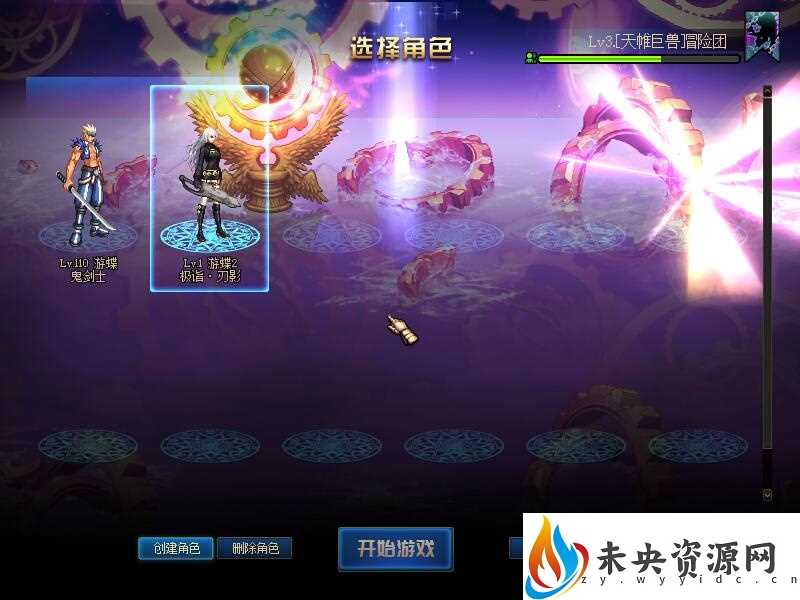 选择角色
Lv3.[天帷巨兽]冒险团
Lv110 游蝶
鬼剑士
Lv1 游蝶2
极诣·刃影
创建角色
删除角色
开始游戏
未央资源网
zy.wyyidc.cn